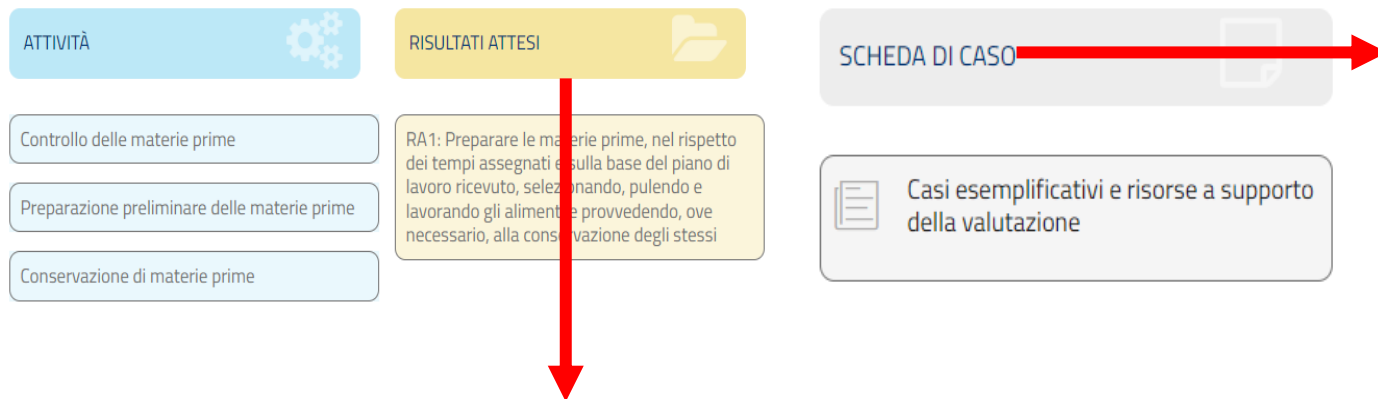 ATTIVITÀ
Controllo delle materie prime
Preparazione preliminare delle materie prime
Conservazione di materie prime
RISULTATI ATTESI
RA1: Preparare le materie prime, nel rispetto
dei tempi assegnati e sulla base del piano di
lavoro ricevuto, selezionando, pulendo e
lavorando gli alimenti e provvedendo, ove
necessario, alla conservazione degli stessi
SCHEDA DI CASO
Casi esemplificativi e risorse a supporto
della valutazione